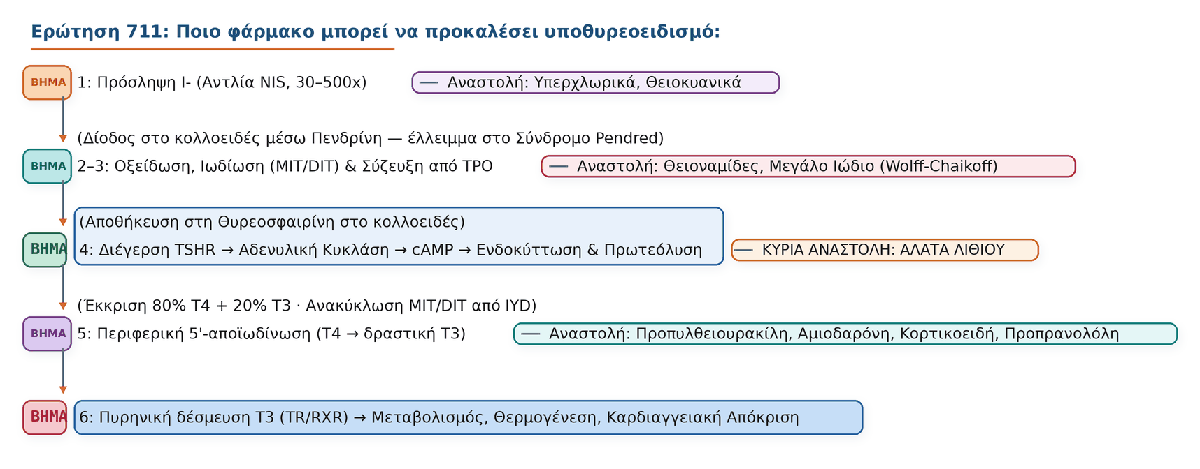 Ερώτηση 711: Ποιο φάρμακο μπορεί να προκαλέσει υποθυρεοειδισμό:
ΒΗΜΑ 1: Πρόσληψη I- (Αντλία NIS, 30–500x) — Αναστολή: Υπερχλωρικά, Θειοκυανικά
(Δίοδος στο κολλοειδές μέσω Πενδρίνη — έλλειμμα στο Σύνδρομο Pendred)
ΒΗΜΑ 2–3: Οξείδωση, Ιωδίωση (MIT/DIT) & Σύζευξη από TPO — Αναστολή: Θειοναμίδες, Μεγάλο Ιώδιο (Wolff-Chaikoff)
(Αποθήκευση στη Θυρεοσφαιρίνη στο κολλοειδές)
ΒΗΜΑ 4: Διέγερση TSHR → Αδενυλική Κυκλάση → cAMP → Ενδοκύττωση & Πρωτεόλυση — ΚΥΡΙΑ ΑΝΑΣΤΟΛΗ: ΑΛΑΤΑ ΛΙΘΙΟΥ
(Έκκριση 80% T4 + 20% T3 · Ανακύκλωση MIT/DIT από IYD)
ΒΗΜΑ 5: Περιφερική 5'-αποϊωδίνωση (T4 → δραστική T3) — Αναστολή: Προπυλθειουρακίλη, Αμιοδαρόνη, Κορτικοειδή, Προπρανολόλη
ΒΗΜΑ 6: Πυρηνική δέσμευση T3 (TR/RXR) → Μεταβολισμός, Θερμογένεση, Καρδιαγγειακή Απόκριση